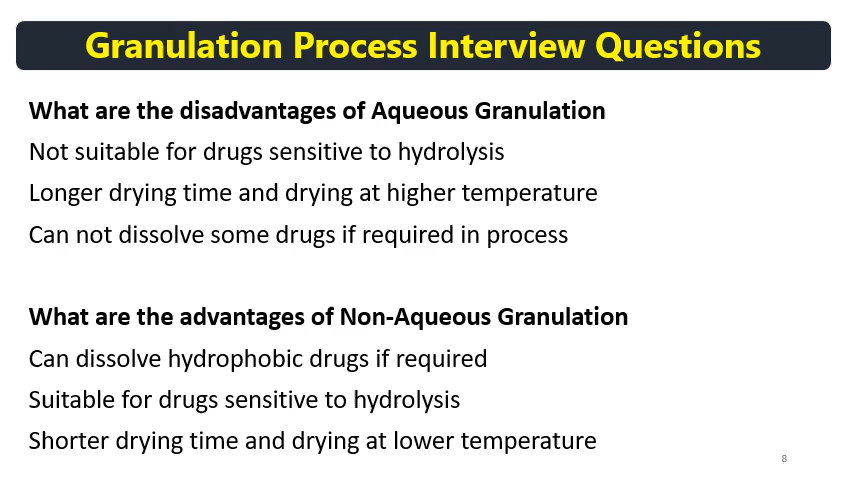 Granulation Process Interview Questions
What are the disadvantages of Aqueous Granulation
Not suitable for drugs sensitive to hydrolysis
Longer drying time and drying at higher temperature
Can not dissolve some drugs if required in process
What are the advantages of Non-Aqueous Granulation
Can dissolve hydrophobic drugs if required
Suitable for drugs sensitive to hydrolysis
Shorter drying time and drying at lower temperature
8